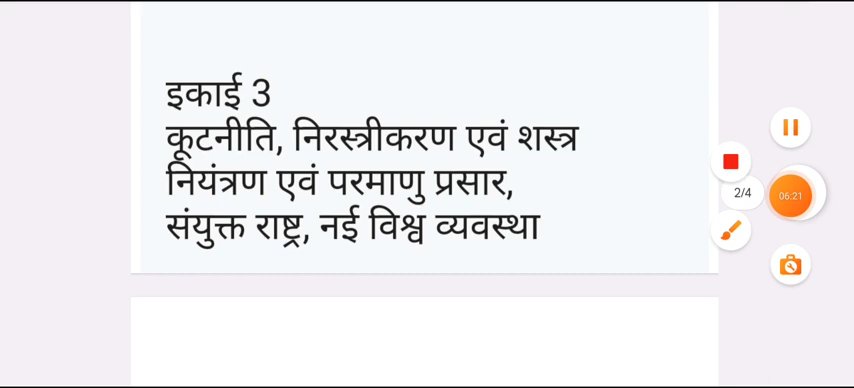 इकाई 3
कूटनीति, निरस्त्रीकरण एवं शस्त्र
नियंत्रण एवं परमाणु प्रसार,
संयुक्त राष्ट्र, नई विश्व व्यवस्था
2/4
06:21